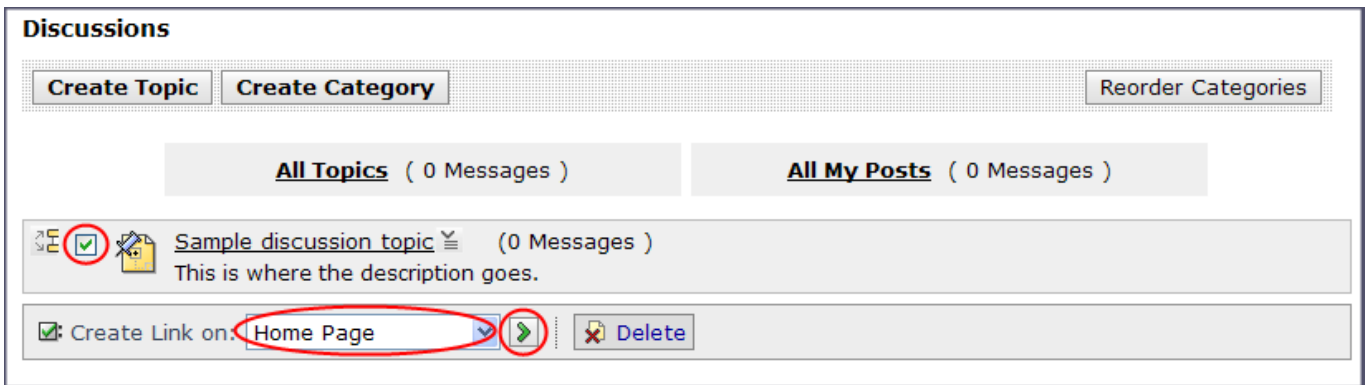 Discussions
Create Topic Create Category Reorder Categories
All Topics ( 0 Messages ) All My Posts ( 0 Messages )
Sample discussion topic (0 Messages )
This is where the description goes.
Create Link on: Home Page Delete